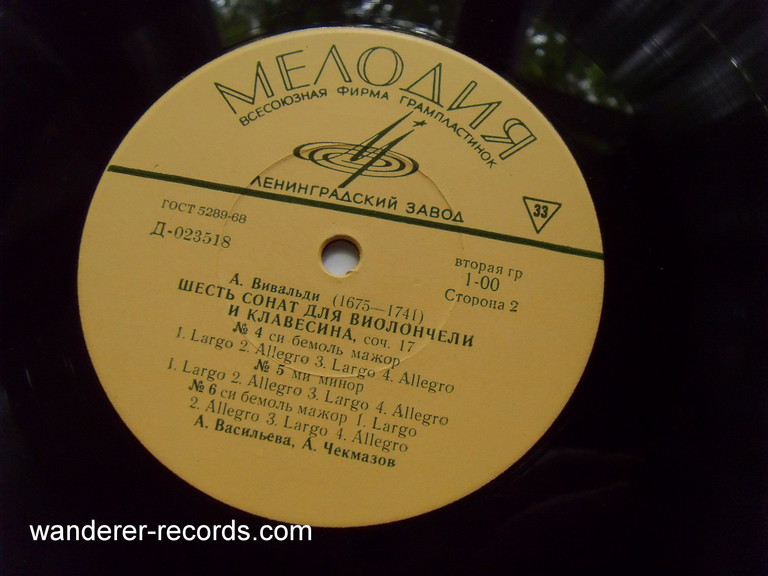 МЕЛОДИЯ
ВСЕСОЮЗНАЯ ФИРМА ГРАМПЛАСТИНОК
ЛЕНИНГРАДСКИЙ ЗАВОД
33
ГОСТ 5289-68
Д-023518
вторая гр
1-00
Сторона 2
А. Вивальди (1675—1741)
ШЕСТЬ СОНАТ ДЛЯ ВИОЛОНЧЕЛИ
И КЛАВЕСИНА, соч. 17
№ 4 си бемоль мажор
1. Largo 2. Allegro 3. Largo 4. Allegro
№ 5 ми минор
1. Largo 2. Allegro 3. Largo 4. Allegro
№ 6 си бемоль мажор 1. Largo
2. Allegro 3. Largo 4. Allegro
А. Васильева, А. Чекмазов
wanderer-records.com